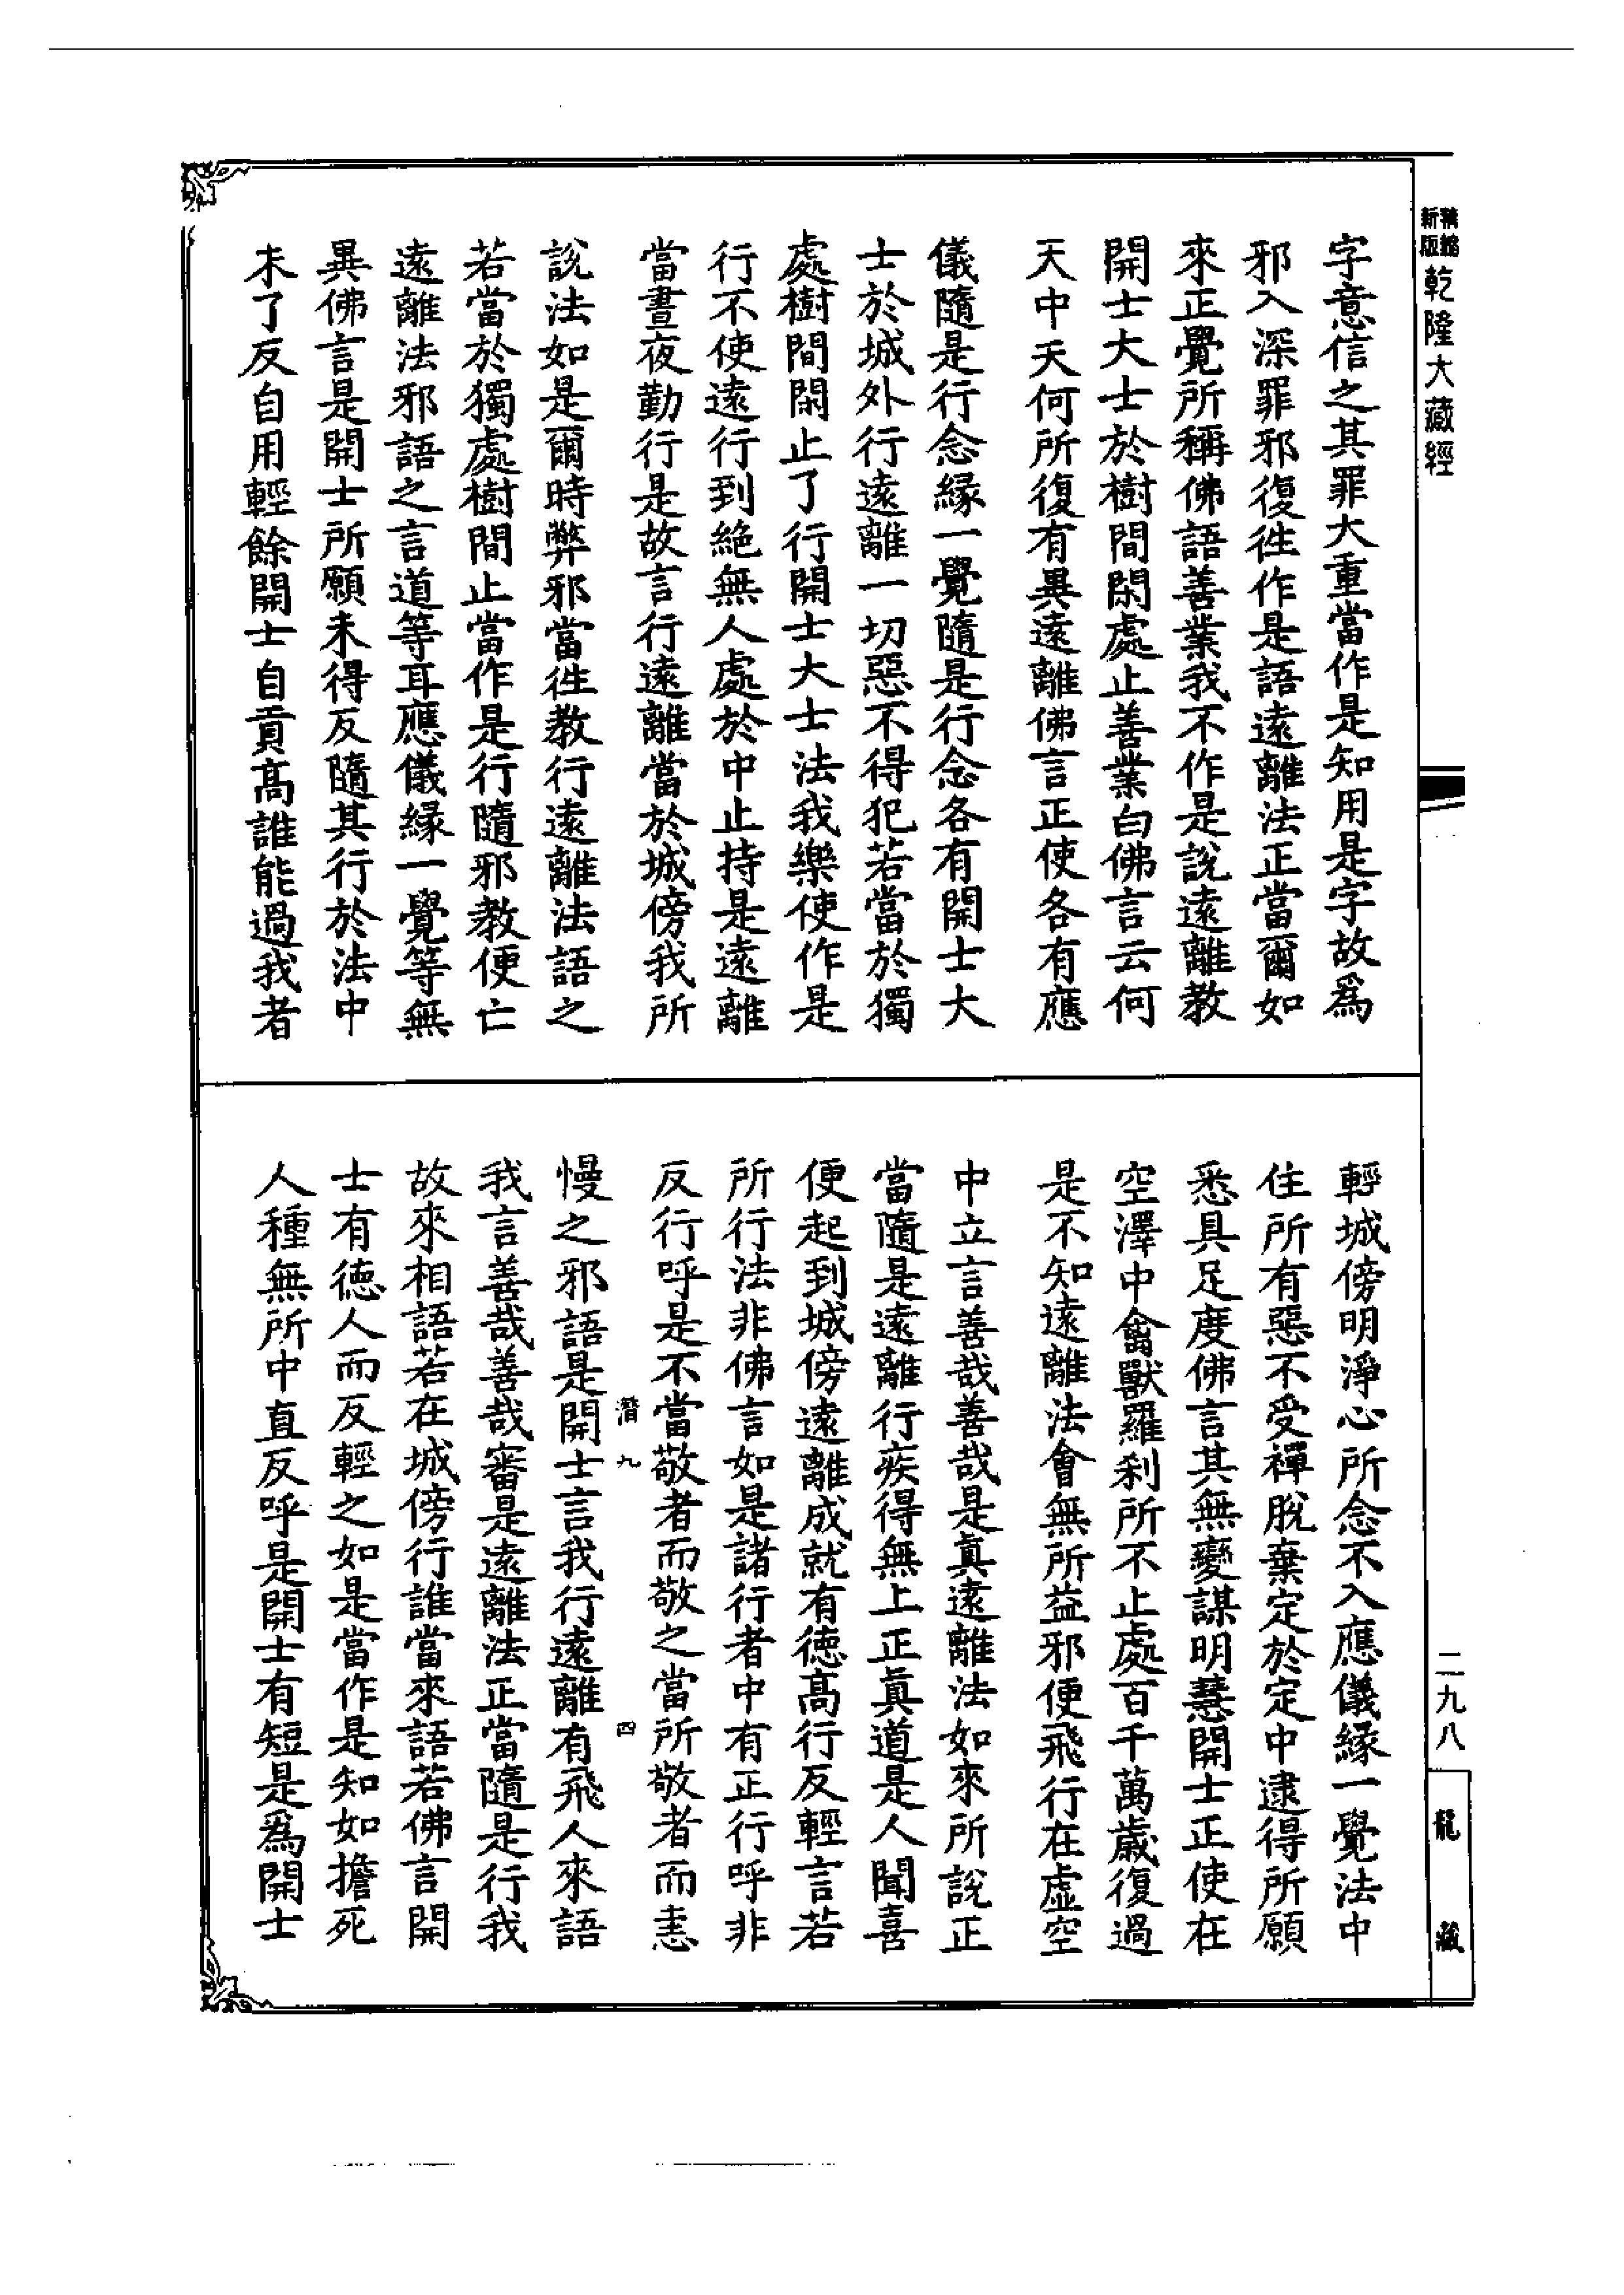 精縮新版 乾隆大藏經
字意信之其罪大重當作是知用是字故爲
邪入深罪邪復徃作是語遠離法正當爾如
來正覺所稱佛語善業我不作是說遠離教
開士大士於樹間閑處止善業白佛言云何
天中天何所復有異遠離佛言正使各有應
儀隨是行念緣一覺隨是行念各有開士大
士於城外行遠離一切惡不得犯若當於獨
處樹間閑止了行開士大士法我樂使作是
行不使遠行到絕無人處於中止持是遠離
當晝夜勤行是故言行遠離當於城傍我所
說法如是爾時弊邪當徃教行遠離法語之
若當於獨處樹間止當作是行隨邪教便亡
遠離法邪語之言道等耳應儀緣一覺等無
異佛言是開士所願未得反隨其行於法中
未了反自用輕餘開士自貢高誰能過我者
輕城傍明淨心所念不入應儀緣一覺法中
住所有惡不受禪脫棄定於定中逮得所願
悉具足度佛言其無變謀明慧開士正使在
空澤中禽獸羅刹所不止處百千萬歲復過
是不知遠離法會無所益邪便飛行在虛空
中立言善哉善哉是真遠離法如來所說正
當隨是遠離行疾得無上正真道是人聞喜
便起到城傍遠離成就有德高行反輕言若
所行法非佛言如是諸行者中有正行呼非
反行呼是不當敬者而敬之當所敬者而恚
潛九 四
慢之邪語是開士言我行遠離有飛人來語
我言善哉善哉審是遠離法正當隨是行我
故來相語若在城傍行誰當來語若佛言開
士有德人而反輕之如是當作是知如擔死
人種無所中直反呼是開士有短是爲開士
二九八
龍藏